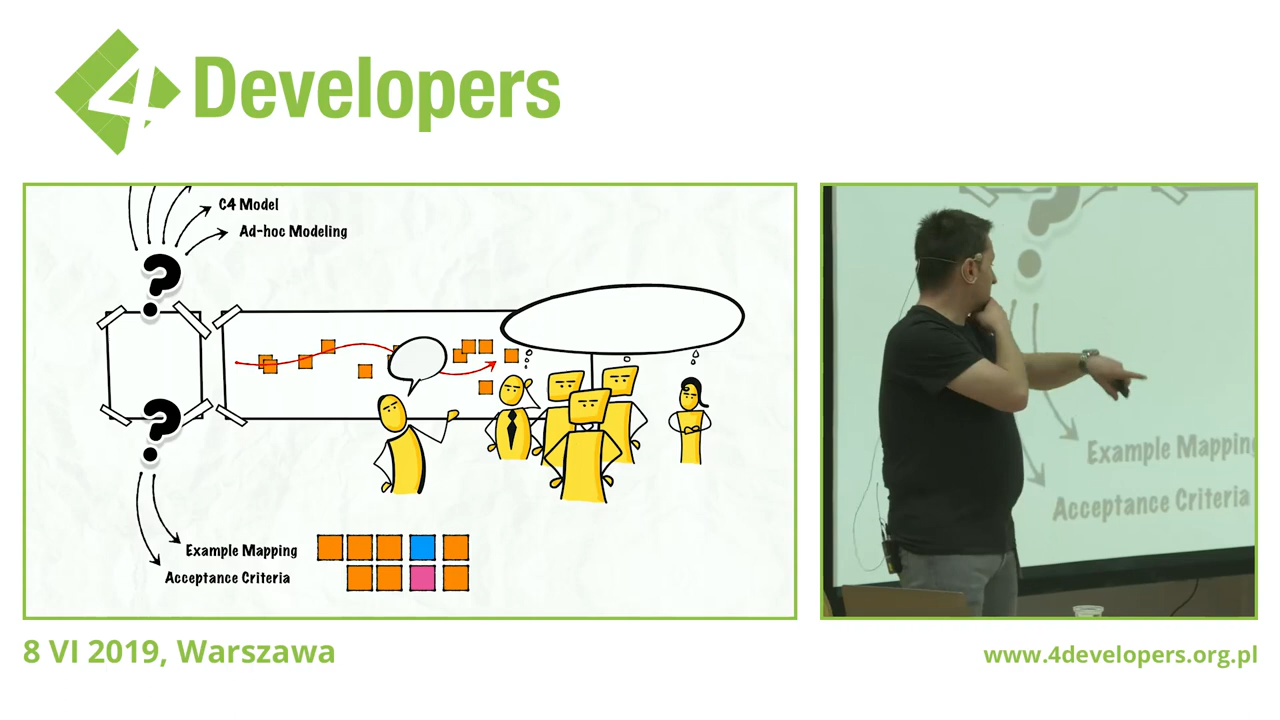 4Developers
C4 Model
Ad-hoc Modeling
?
?
Example Mapping
Acceptance Criteria
?
Example Mapping
Acceptance Criteria
8 VI 2019, Warszawa
www.4developers.org.pl